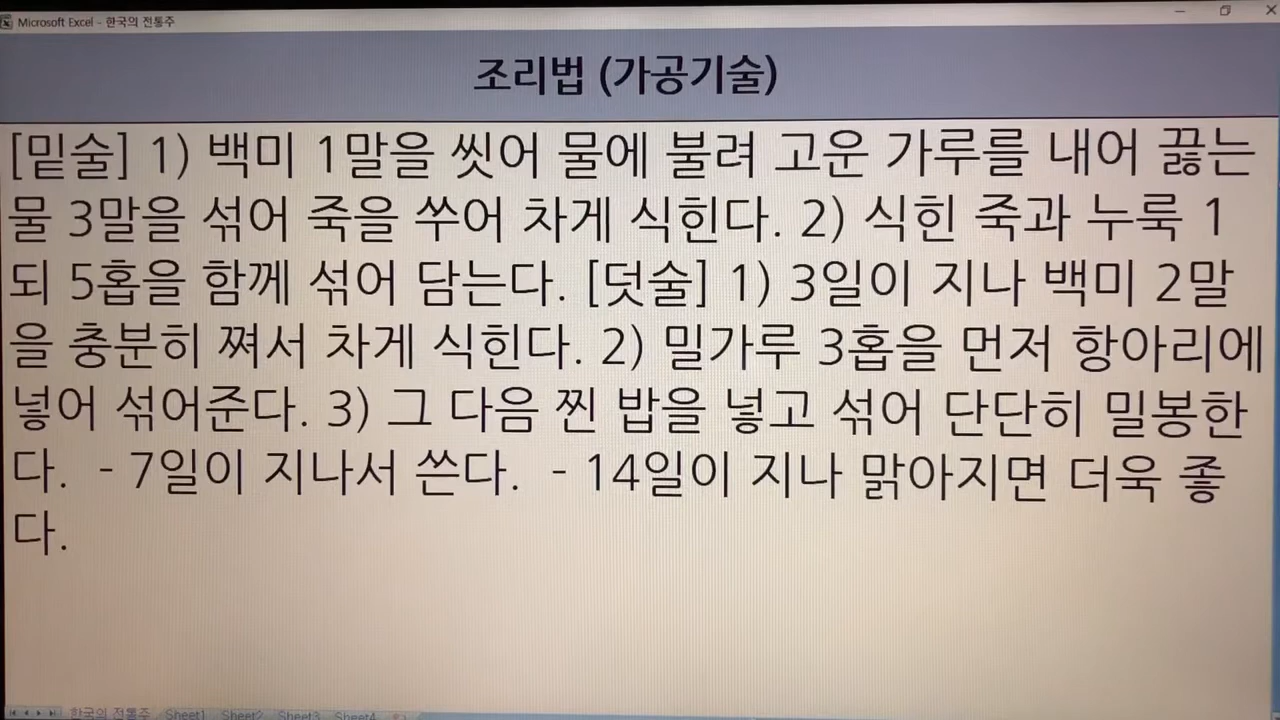 Microsoft Excel - 한국의 전통주
조리법 (가공기술)
[밑술] 1) 백미 1말을 씻어 물에 불려 고운 가루를 내어 끓는
물 3말을 섞어 죽을 쑤어 차게 식힌다. 2) 식힌 죽과 누룩 1
되 5홉을 함께 섞어 담는다. [덧술] 1) 3일이 지나 백미 2말
을 충분히 쪄서 차게 식힌다. 2) 밀가루 3홉을 먼저 항아리에
넣어 섞어준다. 3) 그 다음 찐 밥을 넣고 섞어 단단히 밀봉한
다. - 7일이 지나서 쓴다. - 14일이 지나 맑아지면 더욱 좋
다.
한국의 전통주 Sheet1 Sheet2 Sheet3 Sheet4